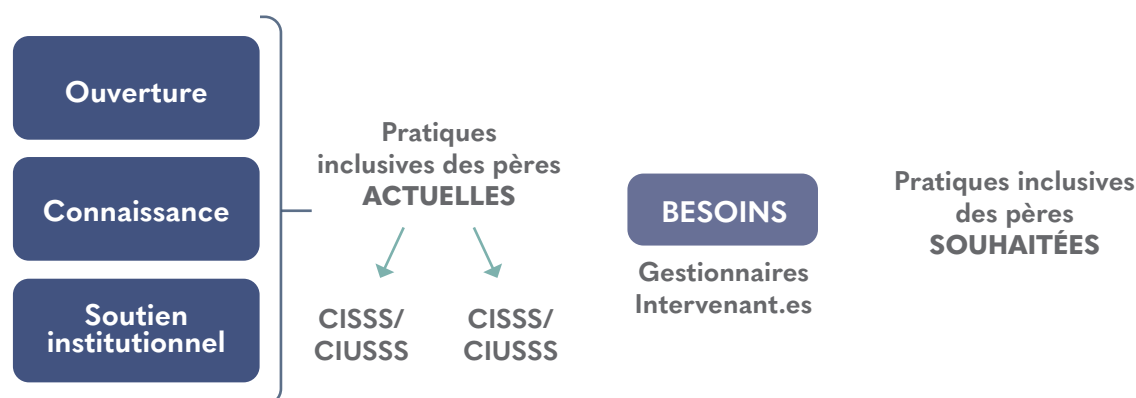 Ouverture
Connaissance
Soutien
institutionnel
Pratiques
inclusives des pères
ACTUELLES
CISSS/
CIUSSS
CISSS/
CIUSSS
BESOINS
Gestionnaires
Intervenant.es
Pratiques inclusives
des pères
SOUHAITÉES